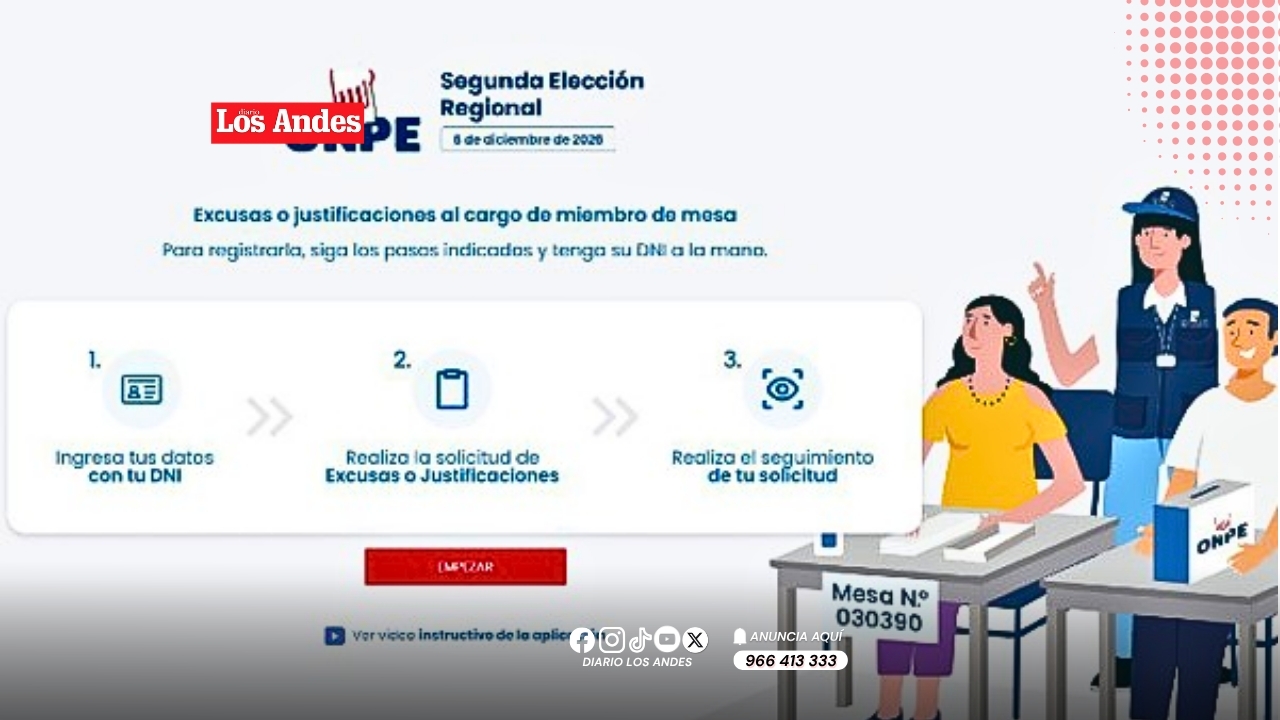 diario
Los Andes
ONPE
Segunda Elección
Regional
6 de diciembre de 2026
Excusas o justificaciones al cargo de miembro de mesa
Para registrarla, siga los pasos indicados y tenga su DNI a la mano.
1.
2.
3.
Ingresa tus datos
con tu DNI
Realiza la solicitud de
Excusas o Justificaciones
Realiza el seguimiento
de tu solicitud
EMPEZAR
Ver video instructivo de la
ONPE
Mesa N.º
030390
DIARIO LOS ANDES
ANUNCIA AQUÍ
966 413 333